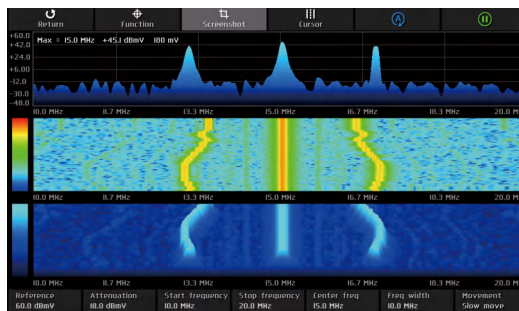 Return Function Screenshot Cursor
+60.0
+42.0
+24.0
+6.00
-12.0
-30.0
-48.0
Max = 15.0 MHz +45.1 dBmV 180 mV
10.0 MHz 11.7 MHz 13.3 MHz 15.0 MHz 16.7 MHz 18.3 MHz 20.0 M
10.0 MHz 11.7 MHz 13.3 MHz 15.0 MHz 16.7 MHz 18.3 MHz 20.0 M
10.0 MHz 11.7 MHz 13.3 MHz 15.0 MHz 16.7 MHz 18.3 MHz 20.0 M
Reference Attenuation Start frequency Stop frequency Center freq Freq width Movement
60.0 dBmV 18.0 dBmV 10.0 MHz 20.0 MHz 15.0 MHz 10.0 MHz Slow move